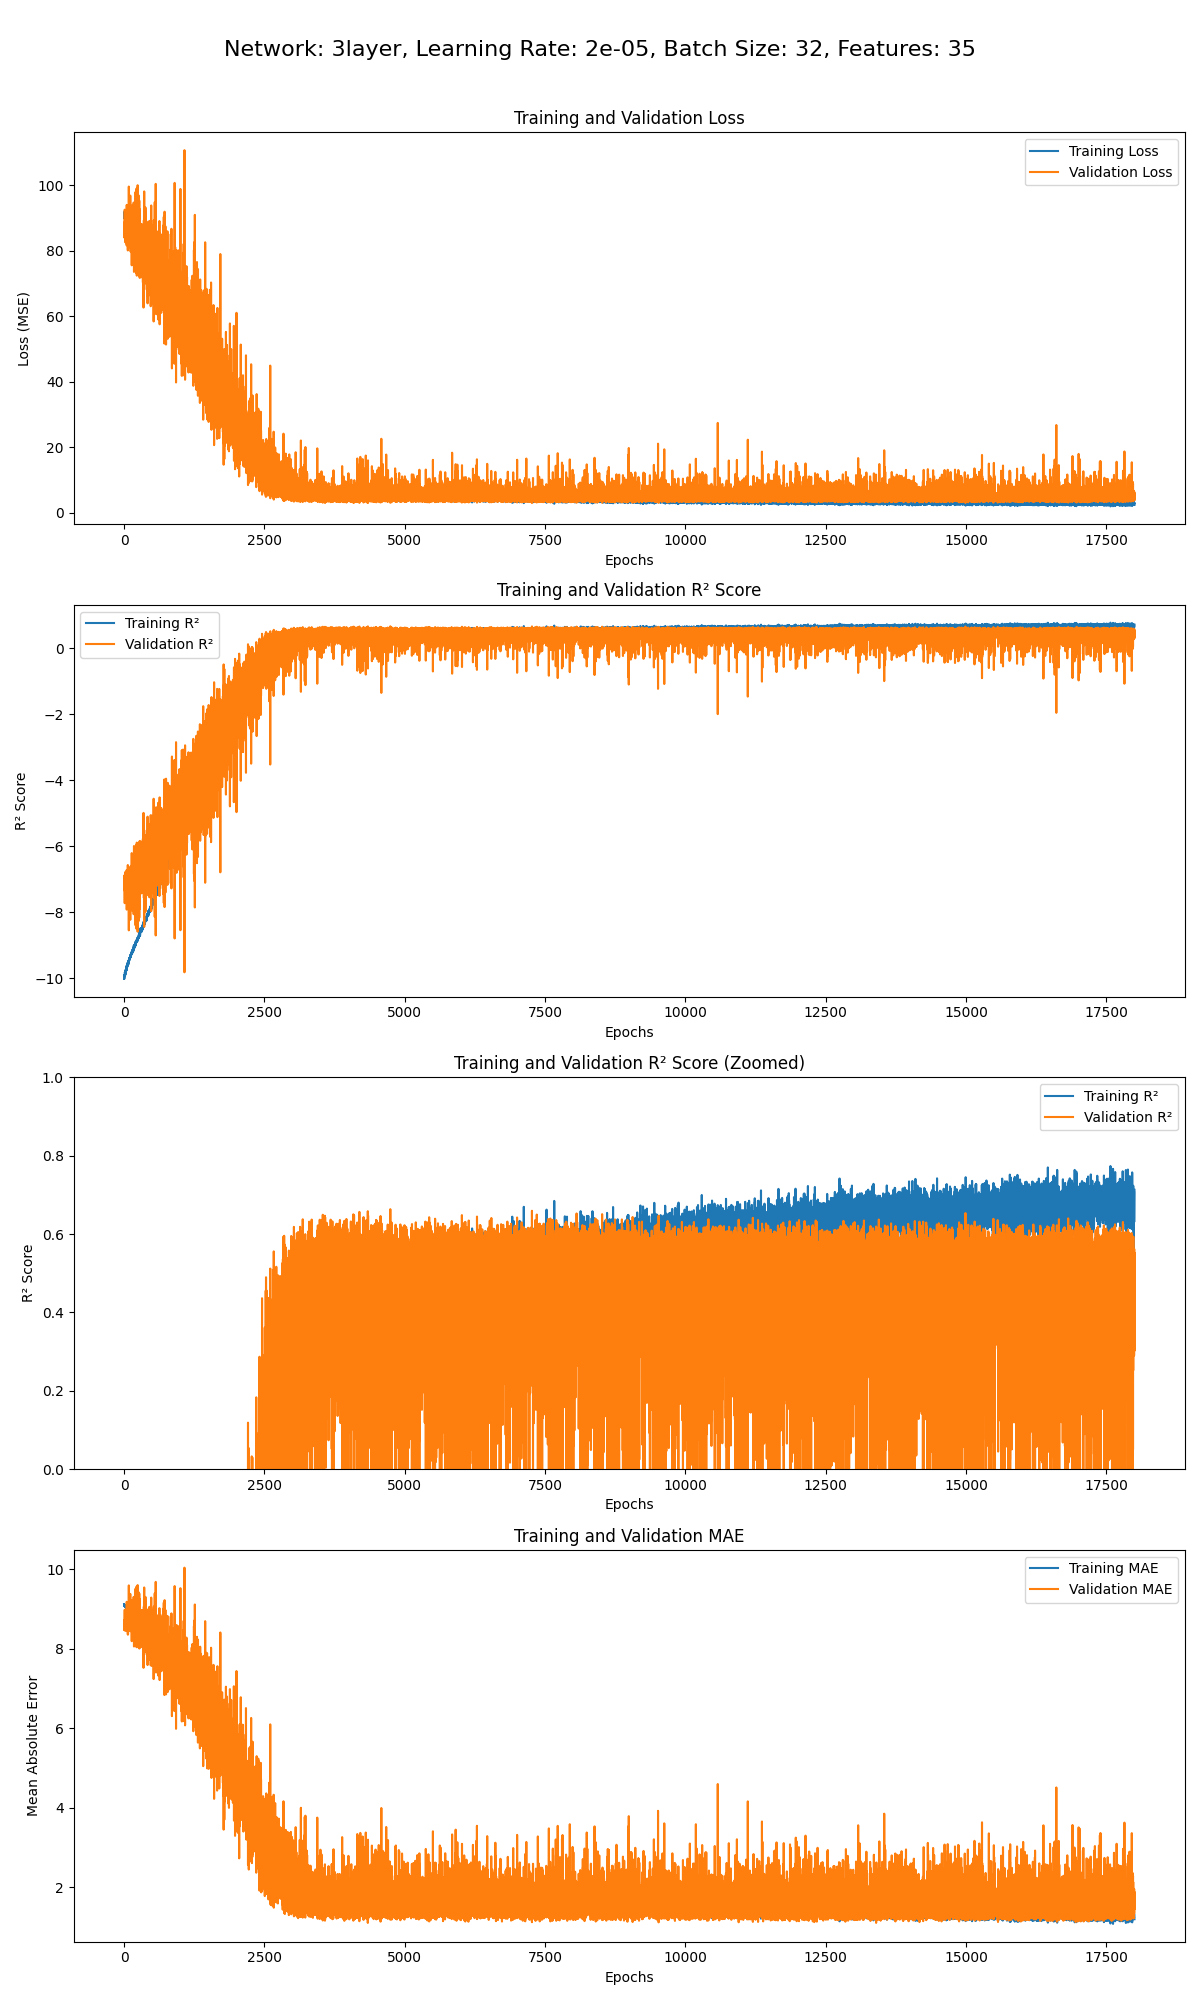 Network: 3layer, Learning Rate: 2e-05, Batch Size: 32, Features: 35
Training and Validation Loss
Training Loss
Validation Loss
100
80
60
40
20
0
Loss (MSE)
0 2500 5000 7500 10000 12500 15000 17500
Epochs
Training and Validation R² Score
Training R²
Validation R²
0
−2
−4
−6
−8
−10
R² Score
0 2500 5000 7500 10000 12500 15000 17500
Epochs
Training and Validation R² Score (Zoomed)
Training R²
Validation R²
1.0
0.8
0.6
0.4
0.2
0.0
R² Score
0 2500 5000 7500 10000 12500 15000 17500
Epochs
Training and Validation MAE
Training MAE
Validation MAE
10
8
6
4
2
Mean Absolute Error
0 2500 5000 7500 10000 12500 15000 17500
Epochs